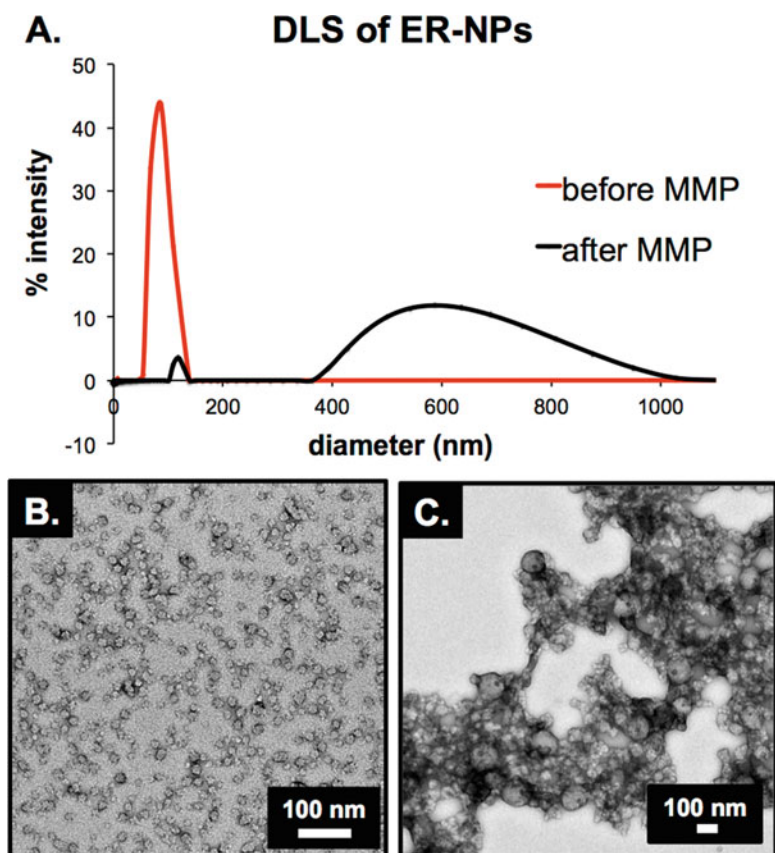 A.
DLS of ER-NPs
50
40
30
20
10
0
-10
% intensity
before MMP
after MMP
0 200 400 600 800 1000
diameter (nm)
B.
100 nm
C.
100 nm